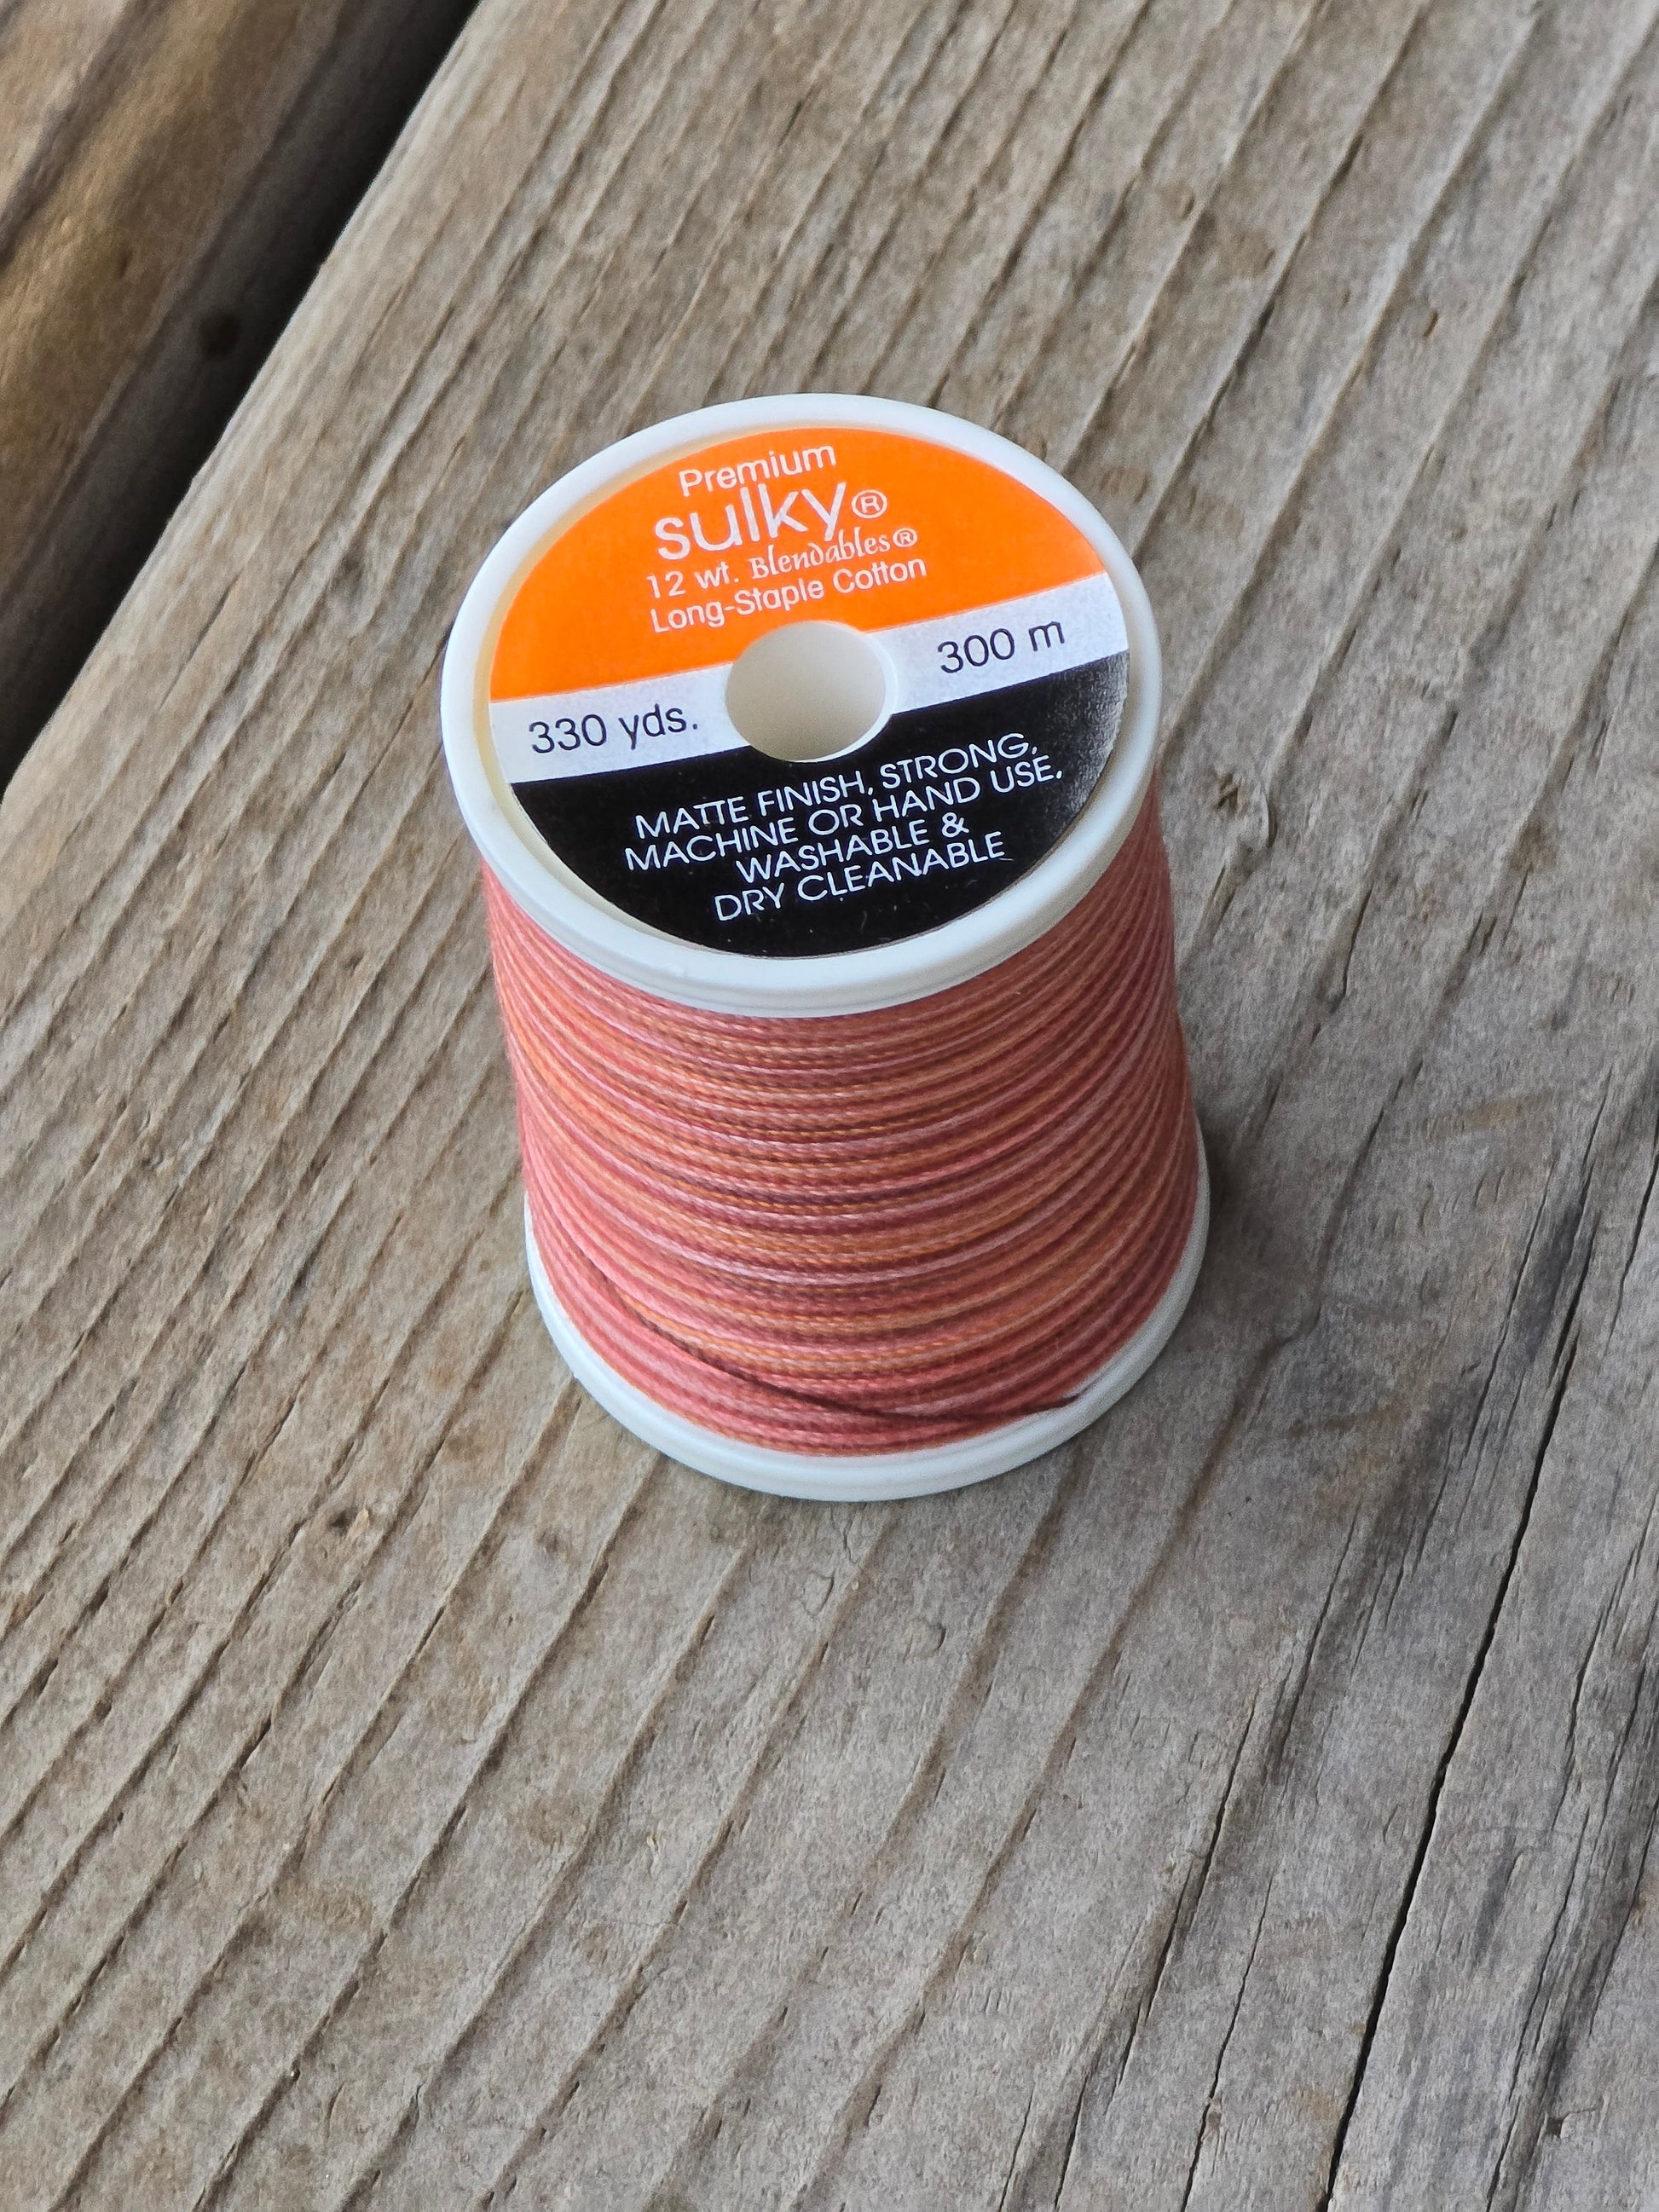 Premium
sulky®
12 wt. Blendables®
Long-Staple Cotton
330 yds.
300 m
MATTE FINISH, STRONG,
MACHINE OR HAND USE,
WASHABLE &
DRY CLEANABLE